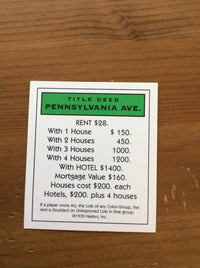 TITLE DEED
PENNSYLVANIA AVE.
RENT $28.
With 1 House $ 150.
With 2 Houses 450.
With 3 Houses 1000.
With 4 Houses 1200.
With HOTEL $1400.
Mortgage Value $160.
Houses cost $200. each
Hotels, $200. plus 4 houses
If a player owns ALL the Lots of any Color-Group, the
rent is Doubled on Unimproved Lots in that group.
©1935 Hasbro, Inc.